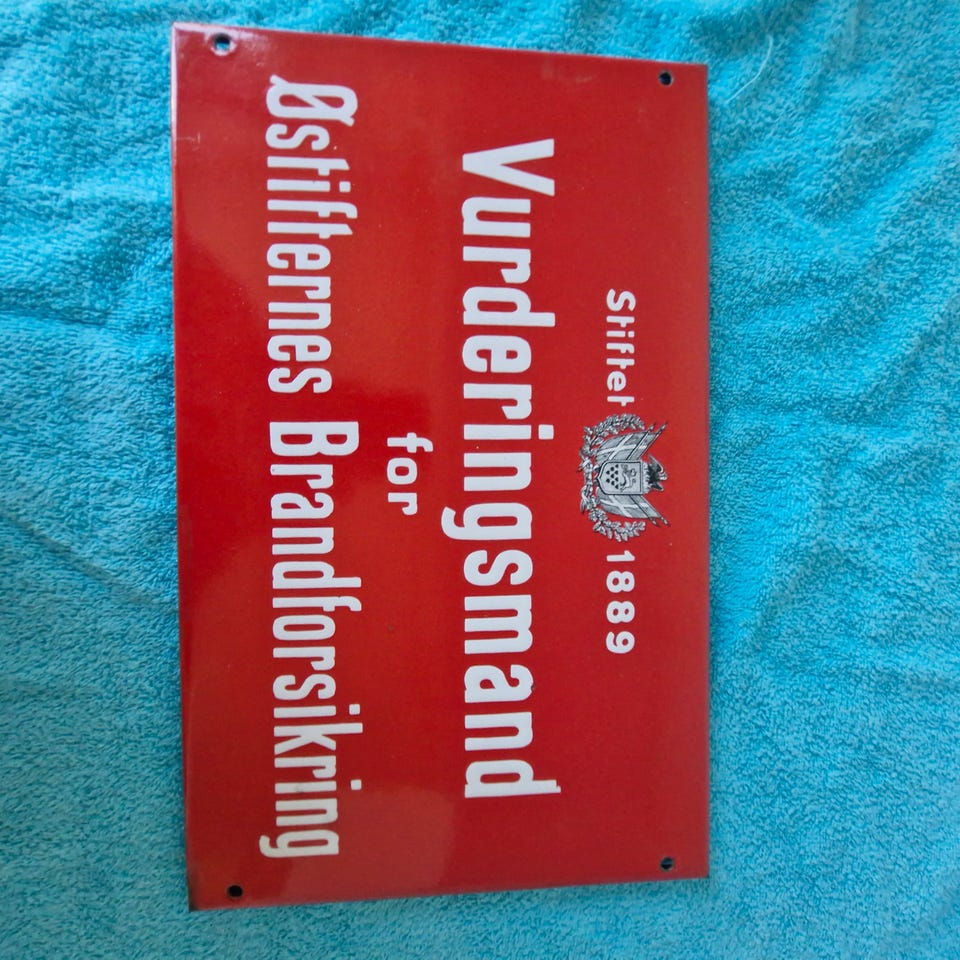 Stiftet 1889
Vurderingsmand
for
Østifternes Brandforsikring